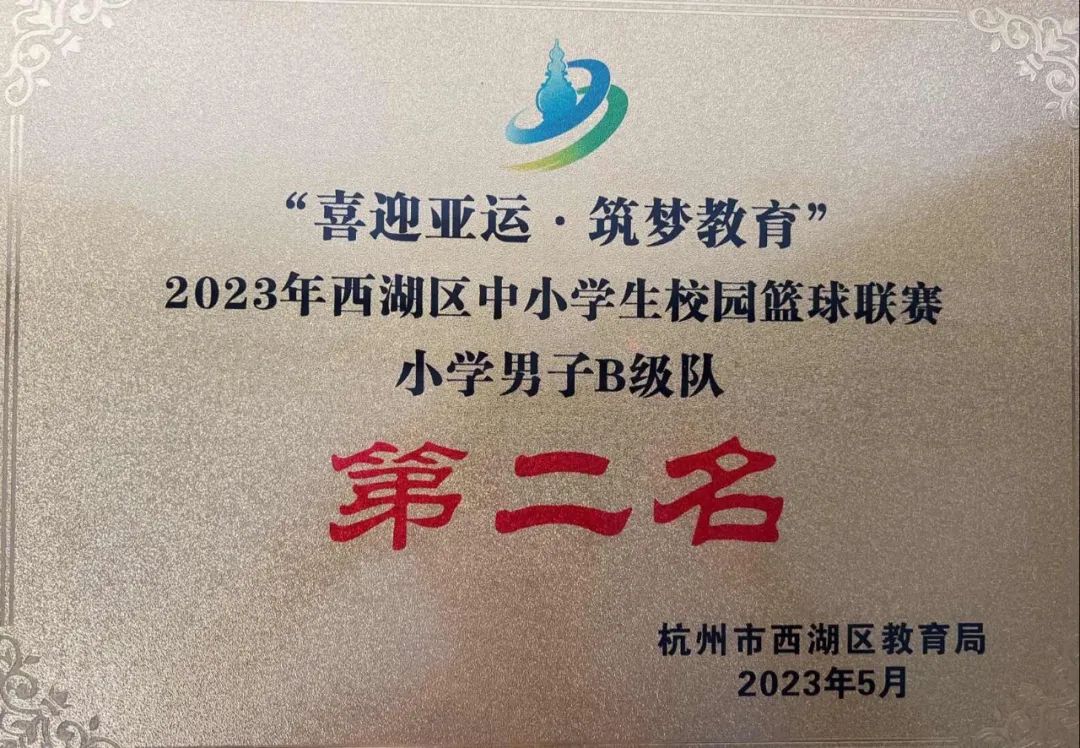 “喜迎亚运·筑梦教育”
2023年西湖区中小学生校园篮球联赛
小学男子B级队
第二名
杭州市西湖区教育局
2023年5月